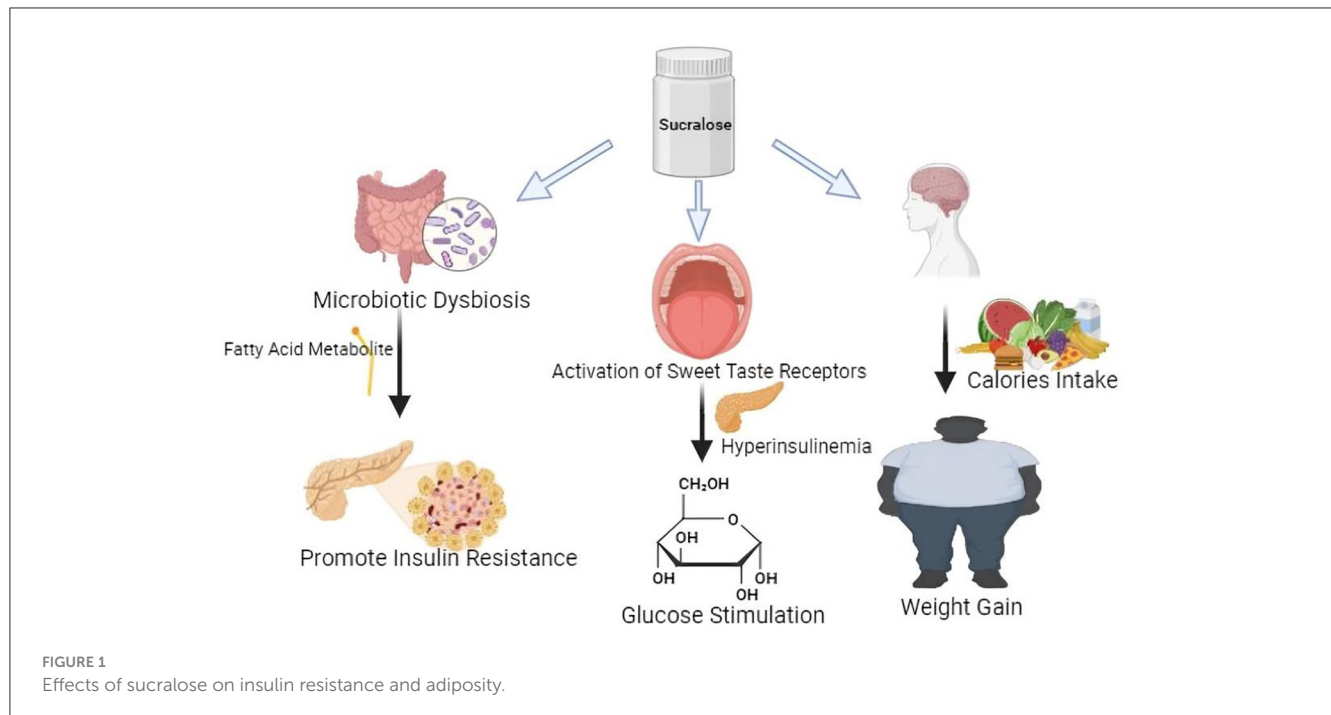 Sucralose
Microbiotic Dysbiosis
Fatty Acid Metabolite
Promote Insulin Resistance
Activation of Sweet Taste Receptors
Hyperinsulinemia
CH₂OH
O
OH
OH
OH
OH
Glucose Stimulation
Calories Intake
Weight Gain
FIGURE 1
Effects of sucralose on insulin resistance and adiposity.